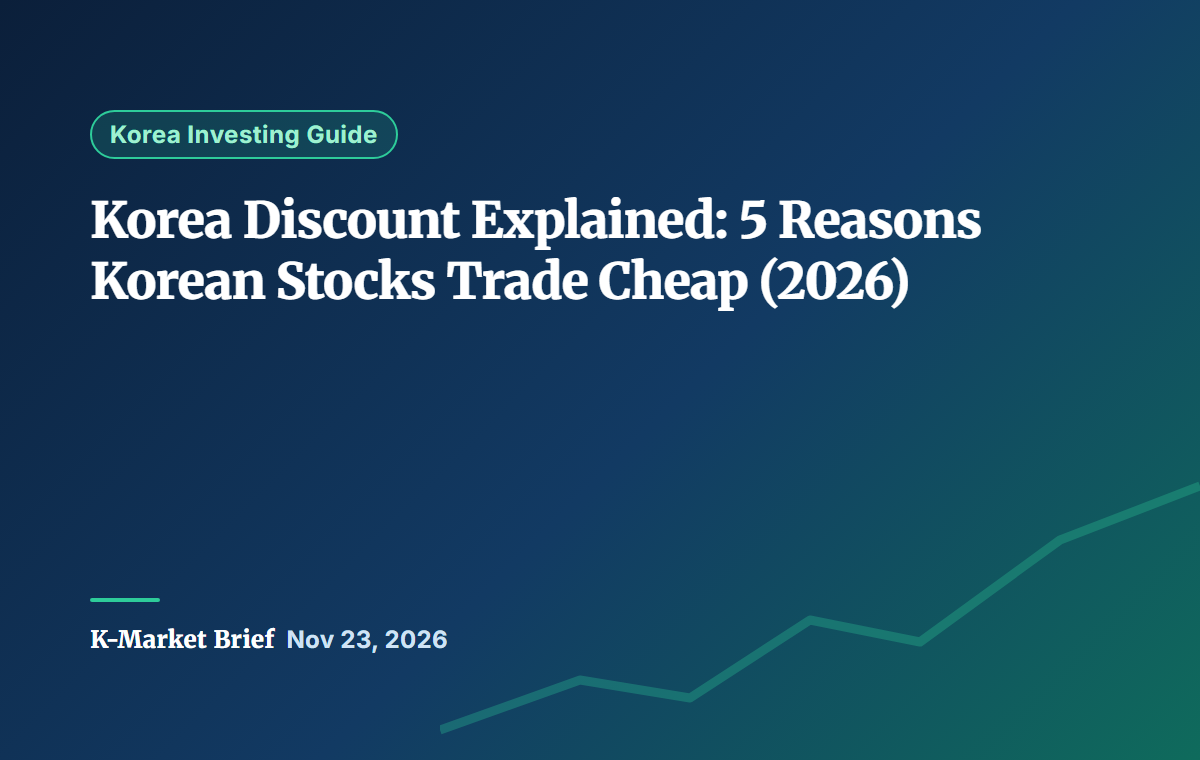 Korea Investing Guide
Korea Discount Explained: 5 Reasons
Korean Stocks Trade Cheap (2026)
K-Market Brief Nov 23, 2026